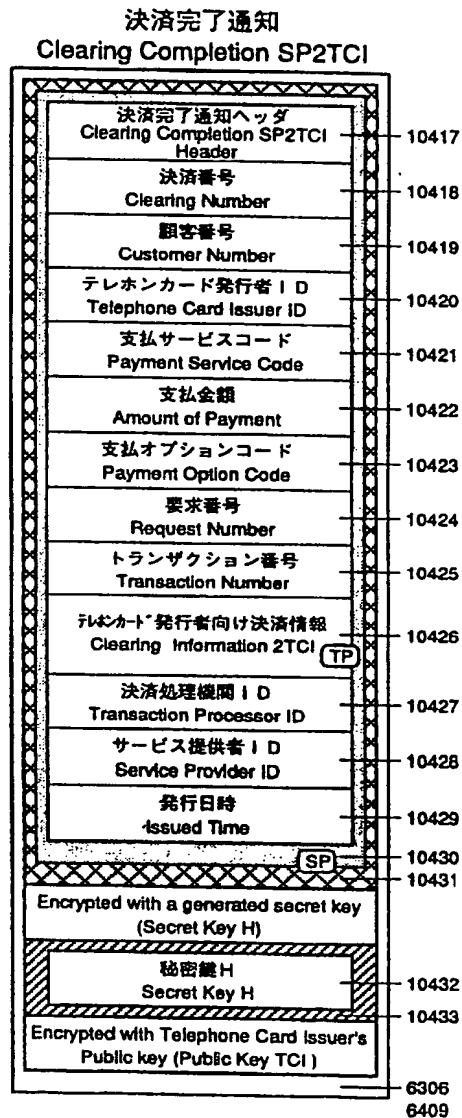 決済完了通知
Clearing Completion SP2TCI
決済完了通知ヘッダ
Clearing Completion SP2TCI
Header
10417
決済番号
Clearing Number
10418
顧客番号
Customer Number
10419
テレホンカード発行者ID
Telephone Card Issuer ID
10420
支払サービスコード
Payment Service Code
10421
支払金額
Amount of Payment
10422
支払オプションコード
Payment Option Code
10423
要求番号
Request Number
10424
トランザクション番号
Transaction Number
10425
テレホンカード発行者向け決済情報
Clearing Information 2TCI
TP
10426
決済処理機関ID
Transaction Processor ID
10427
サービス提供者ID
Service Provider ID
10428
発行日時
Issued Time
10429
SP
10430
10431
Encrypted with a generated secret key
(Secret Key H)
秘密鍵H
Secret Key H
10432
10433
Encrypted with Telephone Card Issuer's
Public key (Public Key TCI )
6306
6409